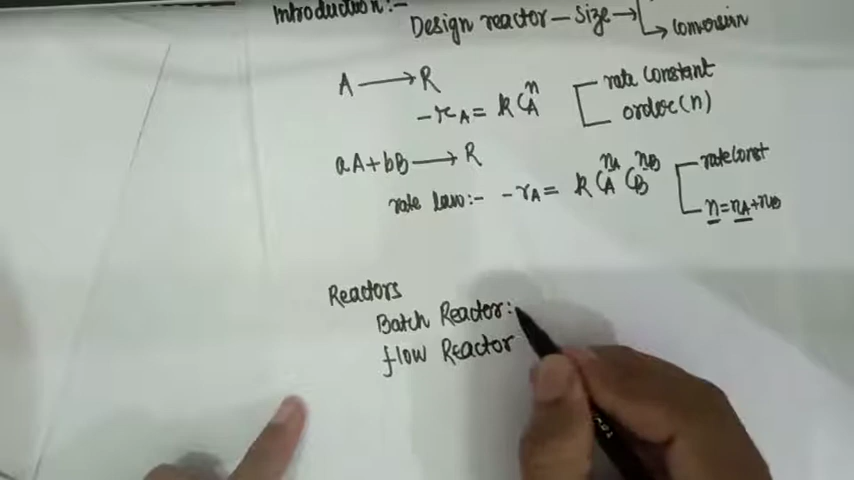 Introduction:-
Design reactor - Size → conversion
A → R
-rA = k CA^n rate constant
order (n)
aA + bB → R
rate law:- -rA = k CA^nA CB^nB rate const
n = nA + nB
Reactors
Batch Reactor:
flow Reactor